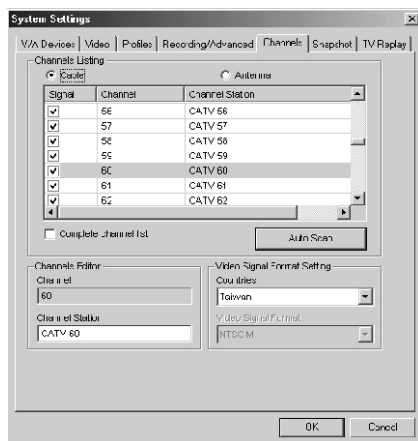 System Settings
V/A Devices Video Profiles Recording/Advanced Channels Snapshot TV Replay
Channels Listing
Cable Antenna
Signal Channel Channel Station
56 CATV 56
57 CATV 57
58 CATV 58
59 CATV 59
60 CATV 60
61 CATV 61
62 CATV 62
Complete channel list
Auto Scan
Channels Editor
Channel
60
Channel Station
CATV 60
Video Signal Format Setting
Countries
Taiwan
Video Signal Format
NTSC M
OK Cancel